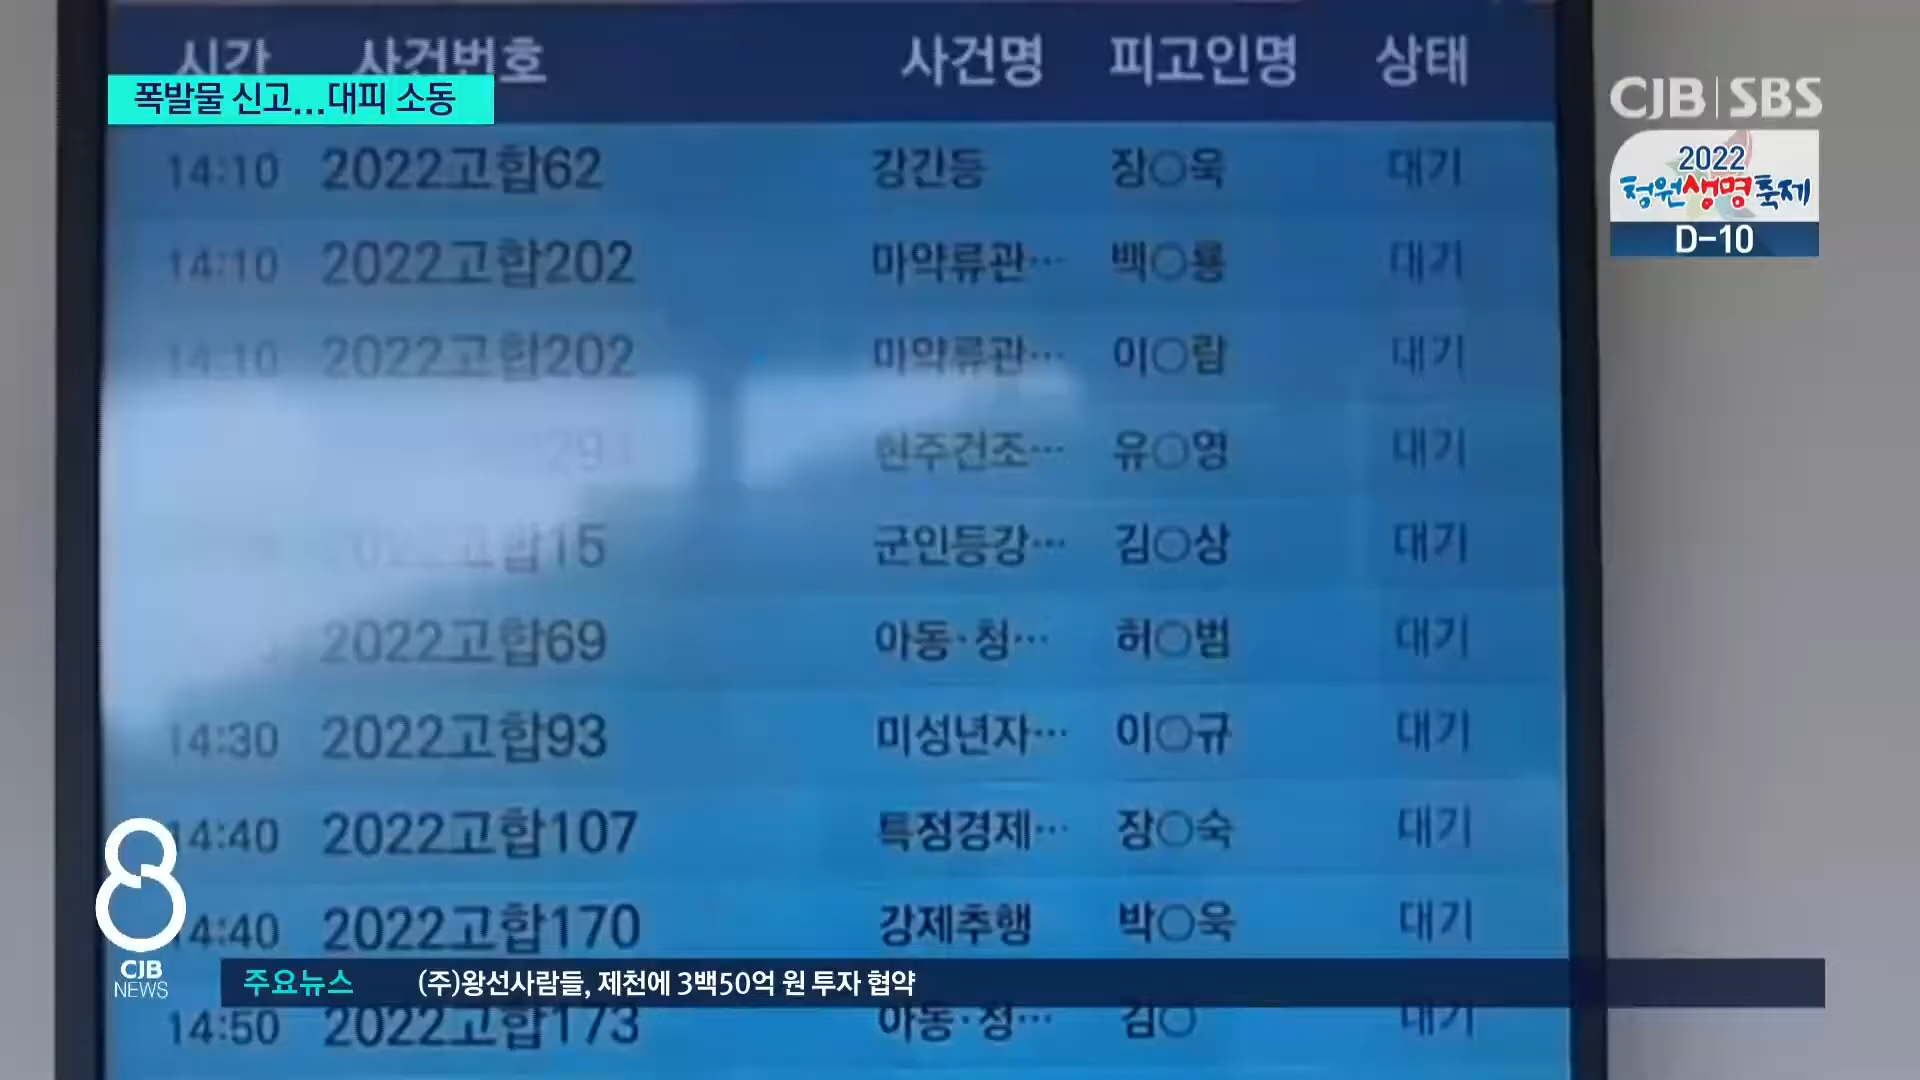 시간 사건번호 사건명 피고인명 상태
폭발물 신고...대피 소동
CJB SBS
2022
청원생명축제
D-10
14:10 2022고합62 강간등 장○욱 대기
14:10 2022고합202 마약류관… 백○룡 대기
14:10 2022고합202 마약류관… 이○람 대기
현주건조… 유○영 대기
2022고합15 군인등강… 김○상 대기
2022고합69 아동·청… 허○범 대기
14:30 2022고합93 미성년자… 이○규 대기
14:40 2022고합107 특정경제… 장○숙 대기
14:40 2022고합170 강제추행 박○욱 대기
8
CJB
NEWS
주요뉴스 (주)왕선사람들, 제천에 3백50억 원 투자 협약
14:50 2022고합173 아동·청… 김○ 대기